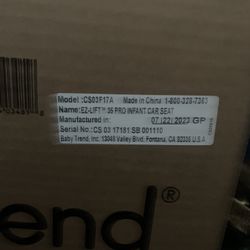 Model :CS03F17A Made in China 1-800-328-7363
Name: EZ-LIFT™ 35 PRO INFANT CAR SEAT
Manufactured in: 07 / 22 / 2023 GP
Serial No.: CS 03 17181 SB 001110
Baby Trend, Inc. 13048 Valley Blvd, Fontana, CA 92335 U.S.A
end